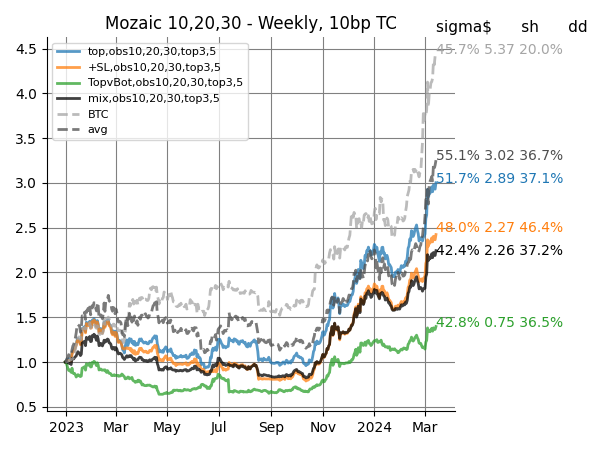 Mozaic 10,20,30 - Weekly, 10bp TC
sigma$ sh dd
top,obs10,20,30,top3,5
+SL,obs10,20,30,top3,5
TopvBot,obs10,20,30,top3,5
mix,obs10,20,30,top3,5
BTC
avg
45.7% 5.37 20.0%
55.1% 3.02 36.7%
51.7% 2.89 37.1%
48.0% 2.27 46.4%
42.4% 2.26 37.2%
42.8% 0.75 36.5%
4.5
4.0
3.5
3.0
2.5
2.0
1.5
1.0
0.5
2023 Mar May Jul Sep Nov 2024 Mar